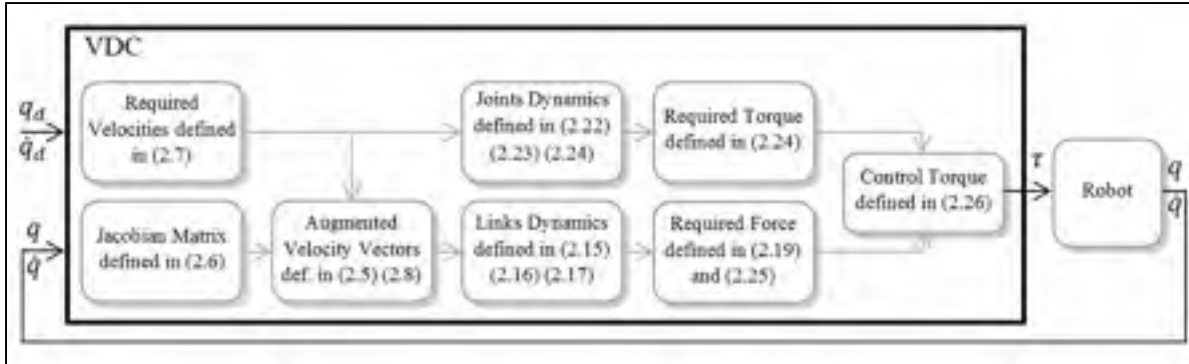 VDC
q_d
q̇_d
Required
Velocities defined
in (2.7)
Joints Dynamics
defined in (2.22)
(2.23) (2.24)
Required Torque
defined in (2.24)
Control Torque
defined in (2.26)
τ
Robot
q
q̇
q
q̇
Jacobian Matrix
defined in (2.6)
Augmented
Velocity Vectors
def. in (2.5) (2.8)
Links Dynamics
defined in (2.15)
(2.16) (2.17)
Required Force
defined in (2.19)
and (2.25)